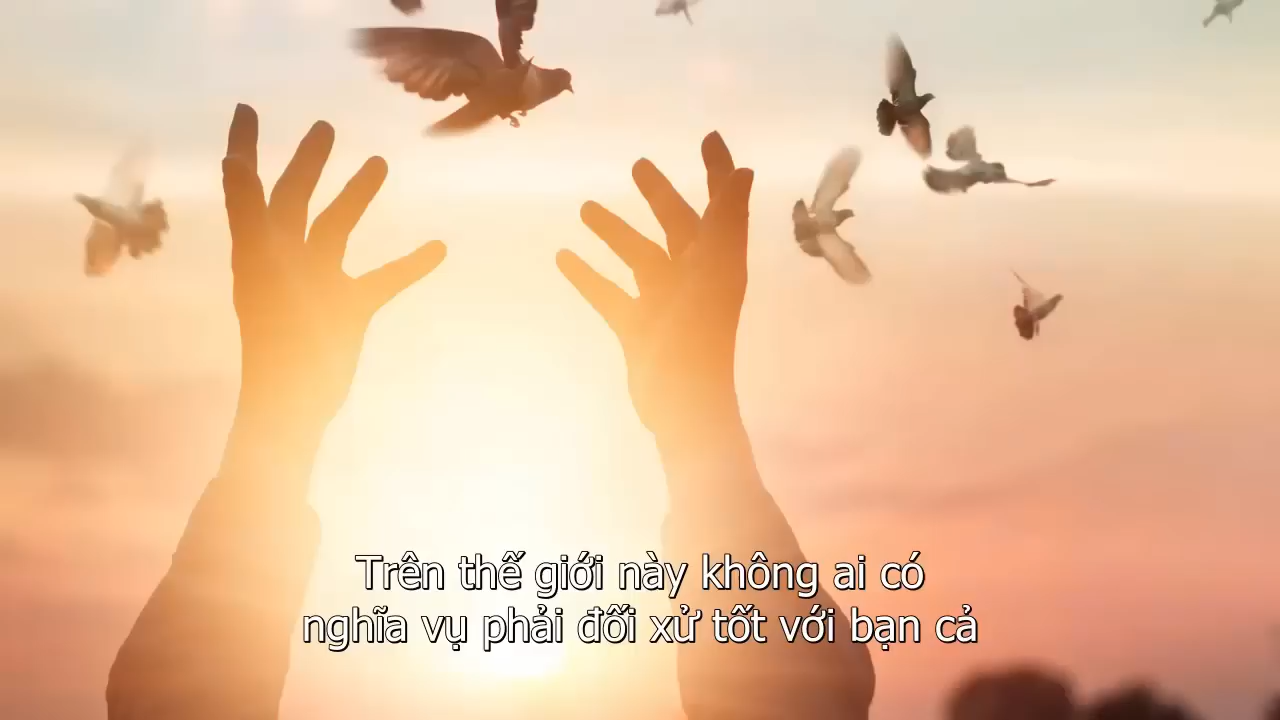 Trên thế giới này không ai có
nghĩa vụ phải đối xử tốt với bạn cả